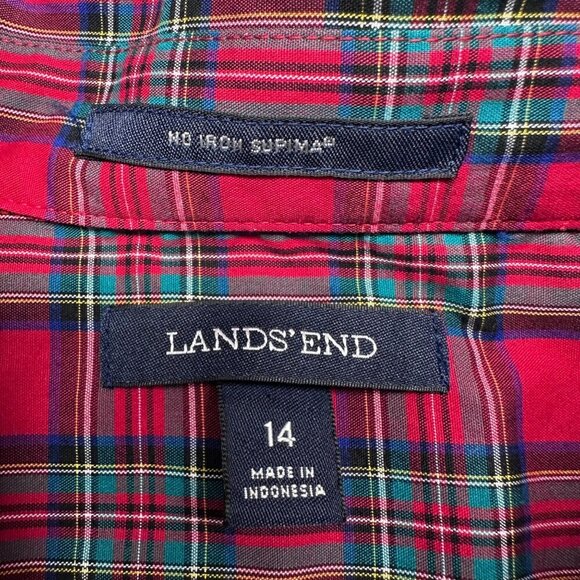 NO IRON SUPIMA®
LANDS' END
14
MADE IN
INDONESIA